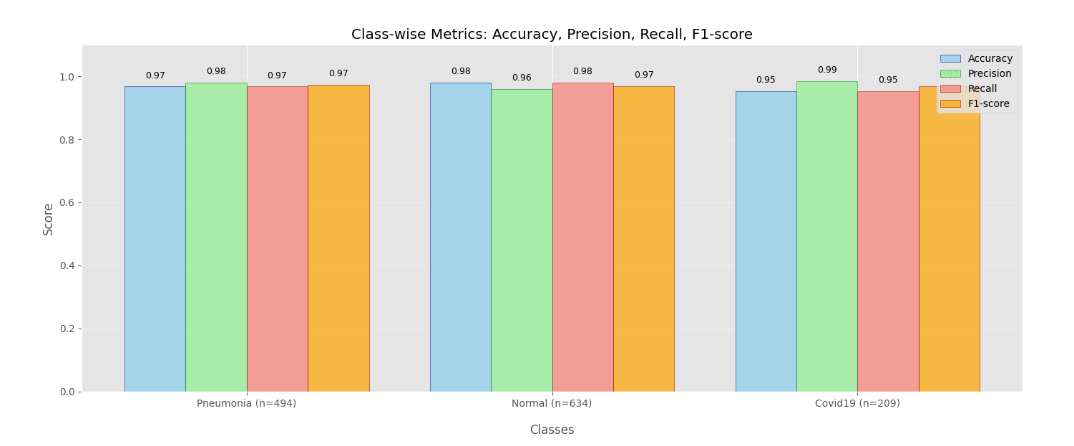 Class-wise Metrics: Accuracy, Precision, Recall, F1-score
Accuracy
Precision
Recall
F1-score
0.97
0.98
0.97
0.97
0.98
0.96
0.98
0.97
0.95
0.99
0.95
1.0
0.8
0.6
0.4
0.2
0.0
Score
Pneumonia (n=494)
Normal (n=634)
Covid19 (n=209)
Classes